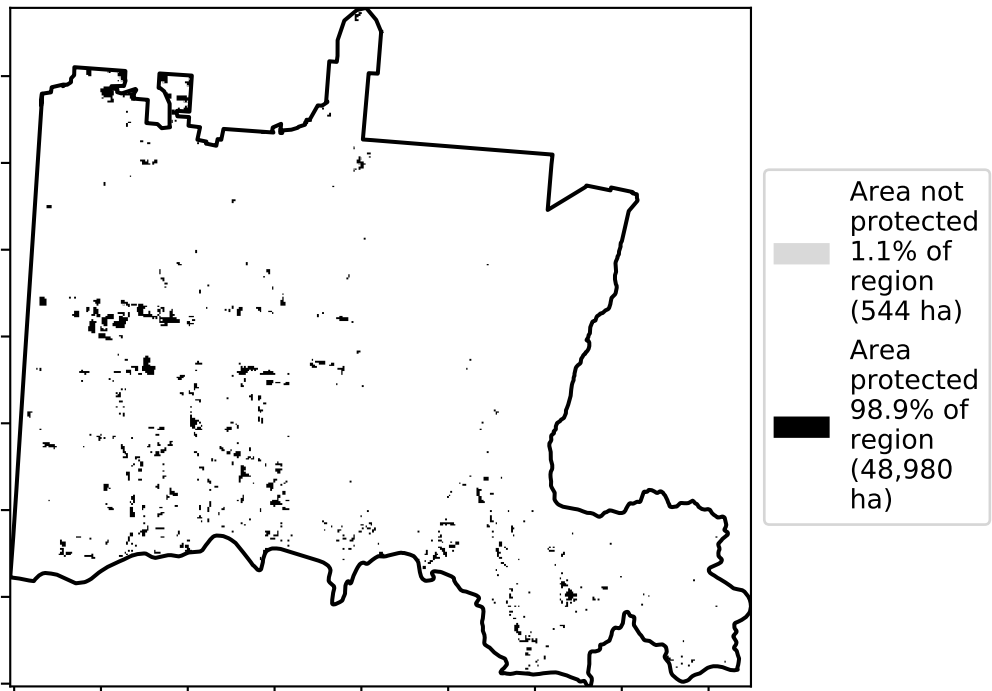 Area not
protected
1.1% of
region
(544 ha)
Area
protected
98.9% of
region
(48,980
ha)